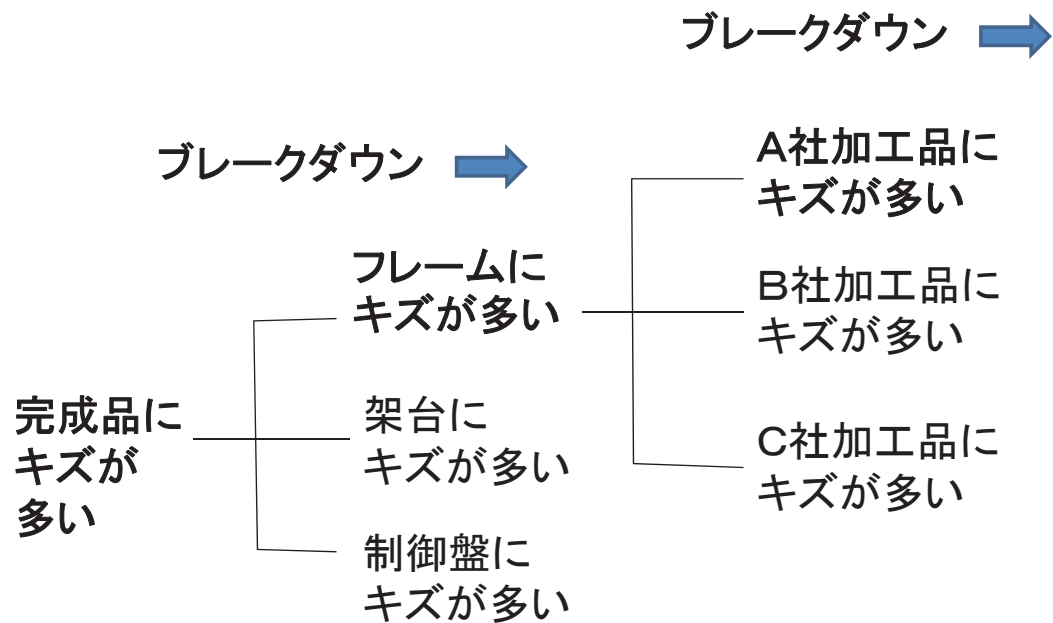 ブレークダウン
ブレークダウン
完成品に
キズが
多い
フレームに
キズが多い
架台に
キズが多い
制御盤に
キズが多い
A社加工品に
キズが多い
B社加工品に
キズが多い
C社加工品に
キズが多い